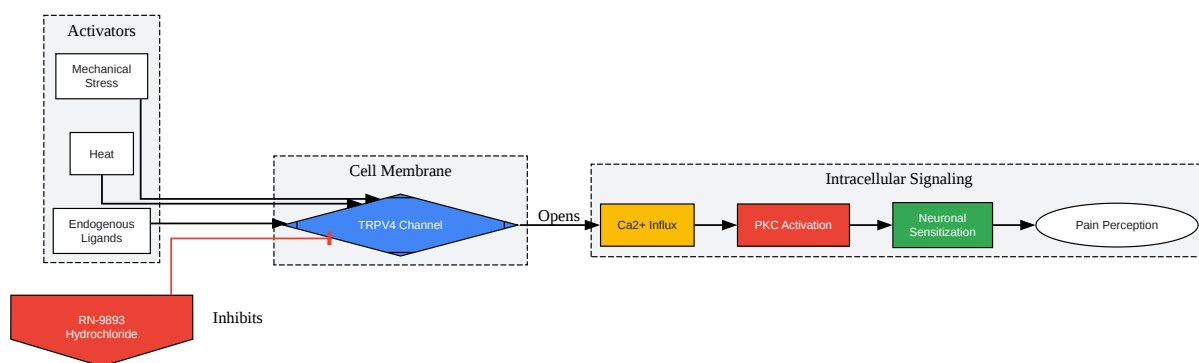 Activators
Mechanical
Stress
Heat
Endogenous
Ligands
Cell Membrane
TRPV4 Channel
Opens
Intracellular Signaling
Ca2+ Influx
PKC Activation
Neuronal
Sensitization
Pain Perception
RN-9893
Hydrochloride
Inhibits